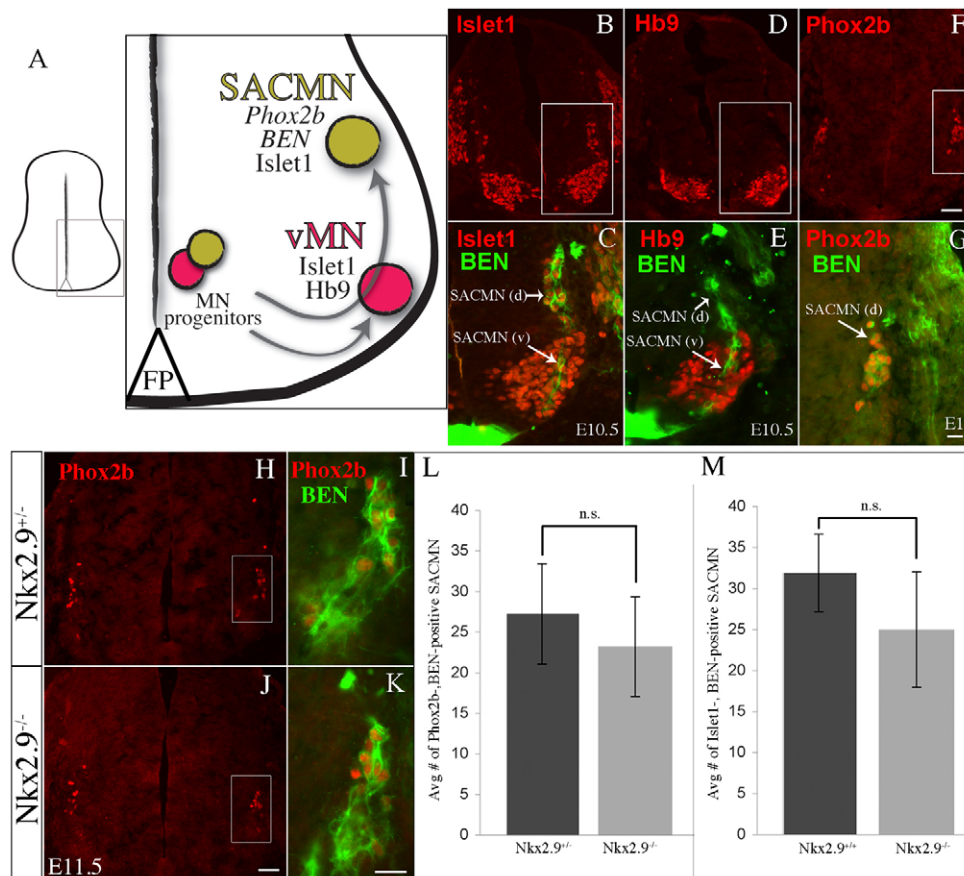 A
SACMN
Phox2b
BEN
Islet1
vMN
Islet1
Hb9
MN
progenitors
FP
Islet1
B
Hb9
D
Phox2b
F
Islet1
BEN
C
SACMN (d)
SACMN (v)
E10.5
Hb9
BEN
E
SACMN (d)
SACMN (v)
E10.5
Phox2b
BEN
G
SACMN (d)
E1
Nkx2.9+/-
Phox2b
H
Phox2b
BEN
I
Nkx2.9-/-
J
E11.5
K
L
n.s.
Avg # of Phox2b-,BEN-positive SACMN
40
35
30
25
20
15
10
5
0
Nkx2.9+/-
Nkx2.9-/-
M
n.s.
Avg # of Islet1-, BEN-positive SACMN
40
35
30
25
20
15
10
5
0
Nkx2.9+/+
Nkx2.9-/-